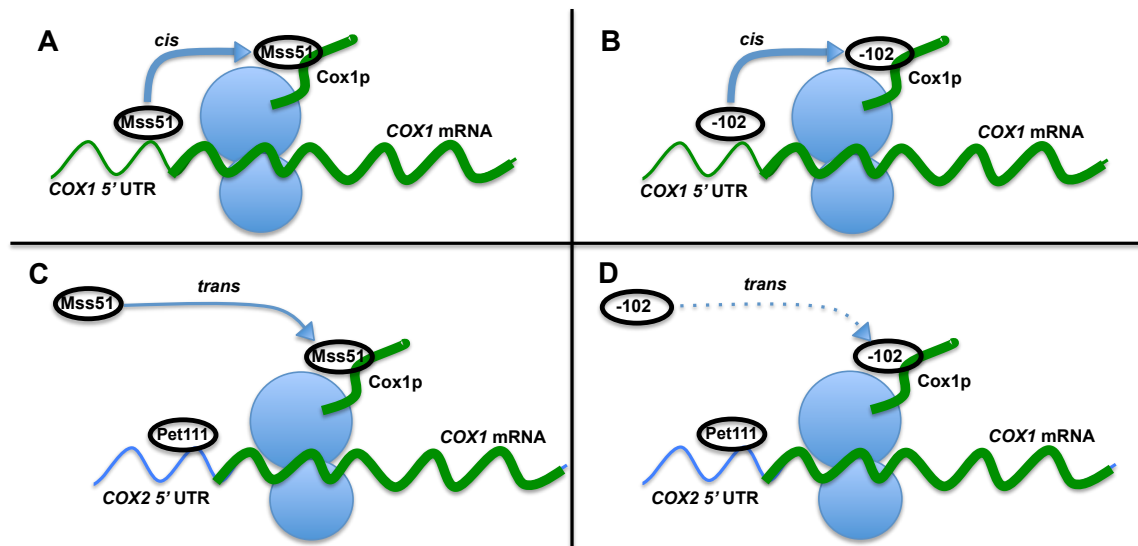 A
cis
Mss51
Cox1p
Mss51
COX1 mRNA
COX1 5’ UTR
B
cis
-102
Cox1p
-102
COX1 mRNA
COX1 5’ UTR
C
Mss51
trans
Mss51
Cox1p
Pet111
COX1 mRNA
COX2 5’ UTR
D
-102
trans
-102
Cox1p
Pet111
COX1 mRNA
COX2 5’ UTR